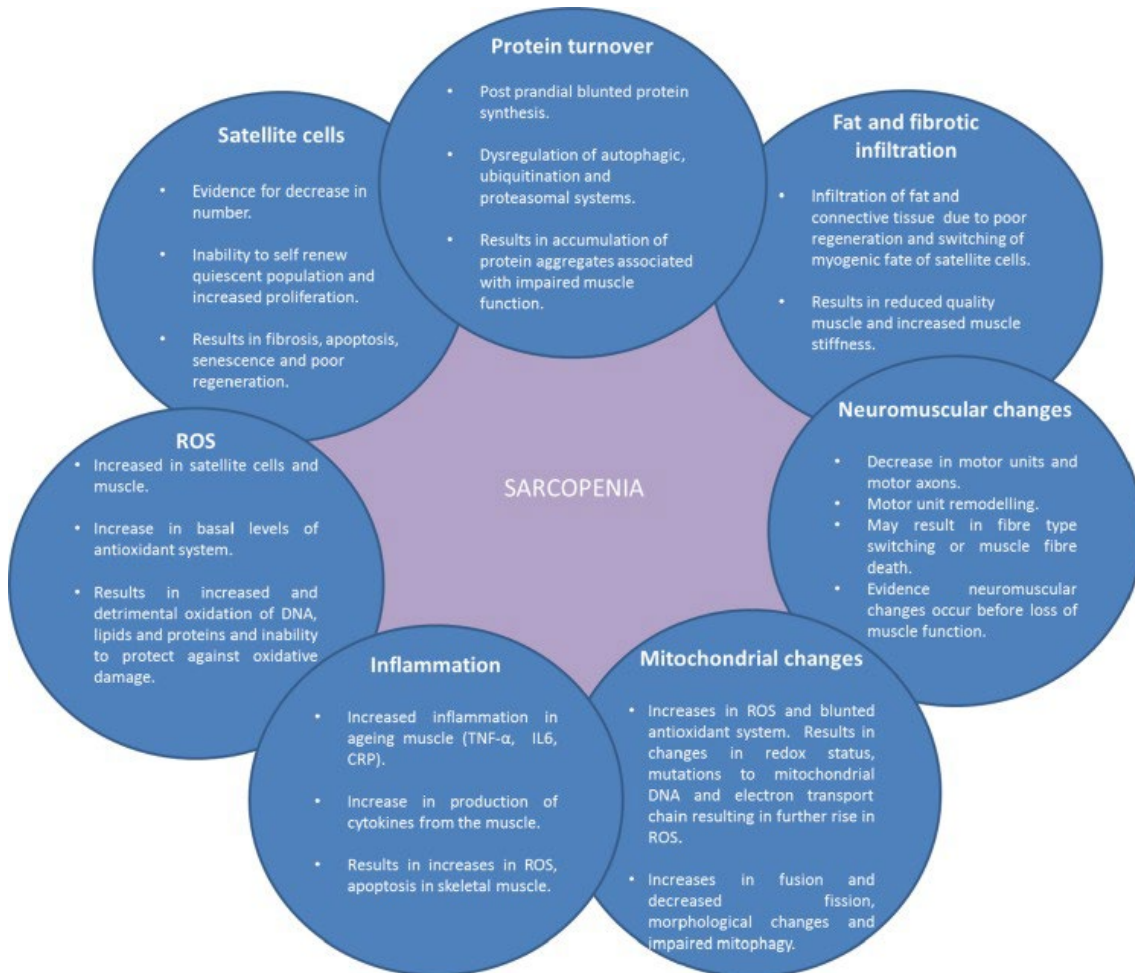 Protein turnover
• Post prandial blunted protein
synthesis.
• Dysregulation of autophagic,
ubiquitination and
proteasomal systems.
• Results in accumulation of
protein aggregates associated
with impaired muscle
function.
Fat and fibrotic
infiltration
• Infiltration of fat and
connective tissue due to poor
regeneration and switching of
myogenic fate of satellite cells.
• Results in reduced quality
muscle and increased muscle
stiffness.
Neuromuscular changes
• Decrease in motor units and
motor axons.
• Motor unit remodelling.
• May result in fibre type
switching or muscle fibre
death.
• Evidence neuromuscular
changes occur before loss of
muscle function.
Mitochondrial changes
• Increases in ROS and blunted
antioxidant system. Results in
changes in redox status,
mutations to mitochondrial
DNA and electron transport
chain resulting in further rise in
ROS.
• Increases in fusion and
decreased fission,
morphological changes and
impaired mitophagy.
Inflammation
• Increased inflammation in
ageing muscle (TNF-α, IL6,
CRP).
• Increase in production of
cytokines from the muscle.
• Results in increases in ROS,
apoptosis in skeletal muscle.
ROS
• Increased in satellite cells and
muscle.
• Increase in basal levels of
antioxidant system.
• Results in increased and
detrimental oxidation of DNA,
lipids and proteins and inability
to protect against oxidative
damage.
Satellite cells
• Evidence for decrease in
number.
• Inability to self renew
quiescent population and
increased proliferation.
• Results in fibrosis, apoptosis,
senescence and poor
regeneration.
SARCOPENIA